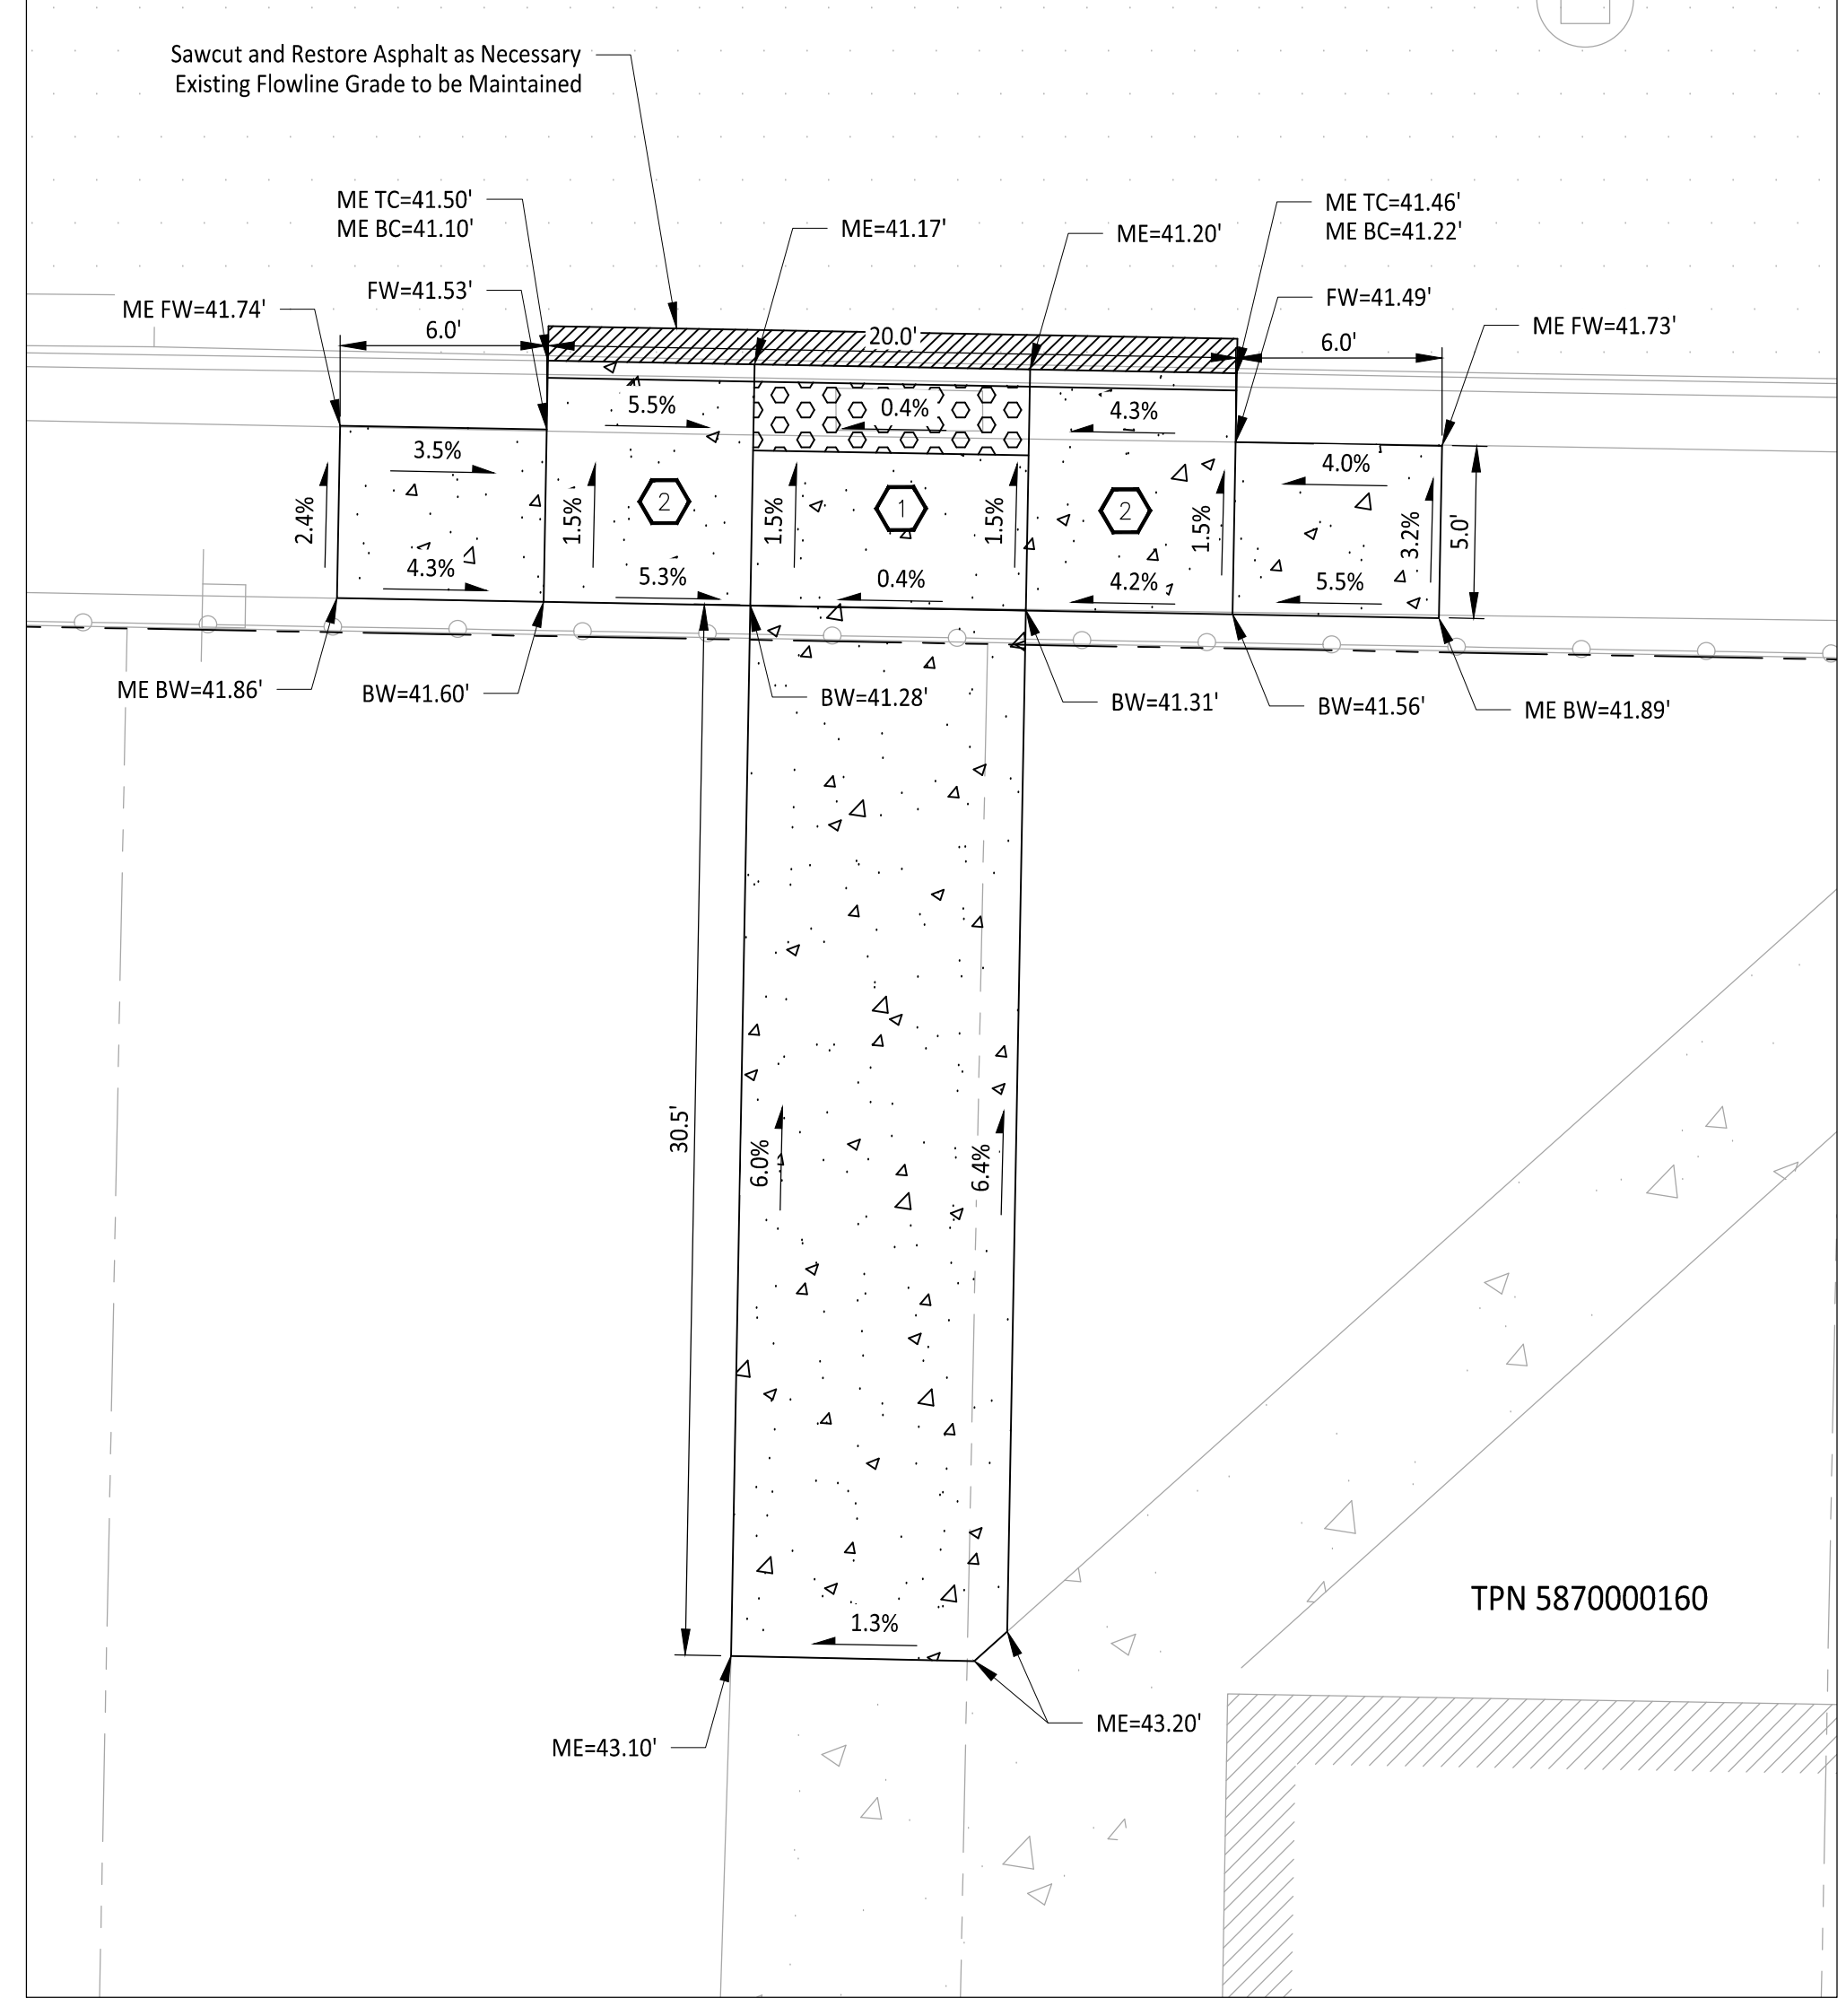 Sawcut and Restore Asphalt as Necessary
Existing Flowline Grade to be Maintained
ME TC=41.50'
ME BC=41.10'
ME=41.17'
ME=41.20'
ME TC=41.46'
ME BC=41.22'
FW=41.53'
FW=41.49'
ME FW=41.74'
ME FW=41.73'
6.0'
20.0'
6.0'
5.5%
0.4%
4.3%
3.5%
4.0%
2.4%
1.5%
2
1.5%
1
1.5%
2
1.5%
3.2%
5.0'
4.3%
5.3%
0.4%
4.2%
5.5%
ME BW=41.86'
BW=41.60'
BW=41.28'
BW=41.31'
BW=41.56'
ME BW=41.89'
30.5'
6.0%
6.4%
TPN 5870000160
1.3%
ME=43.20'
ME=43.10'